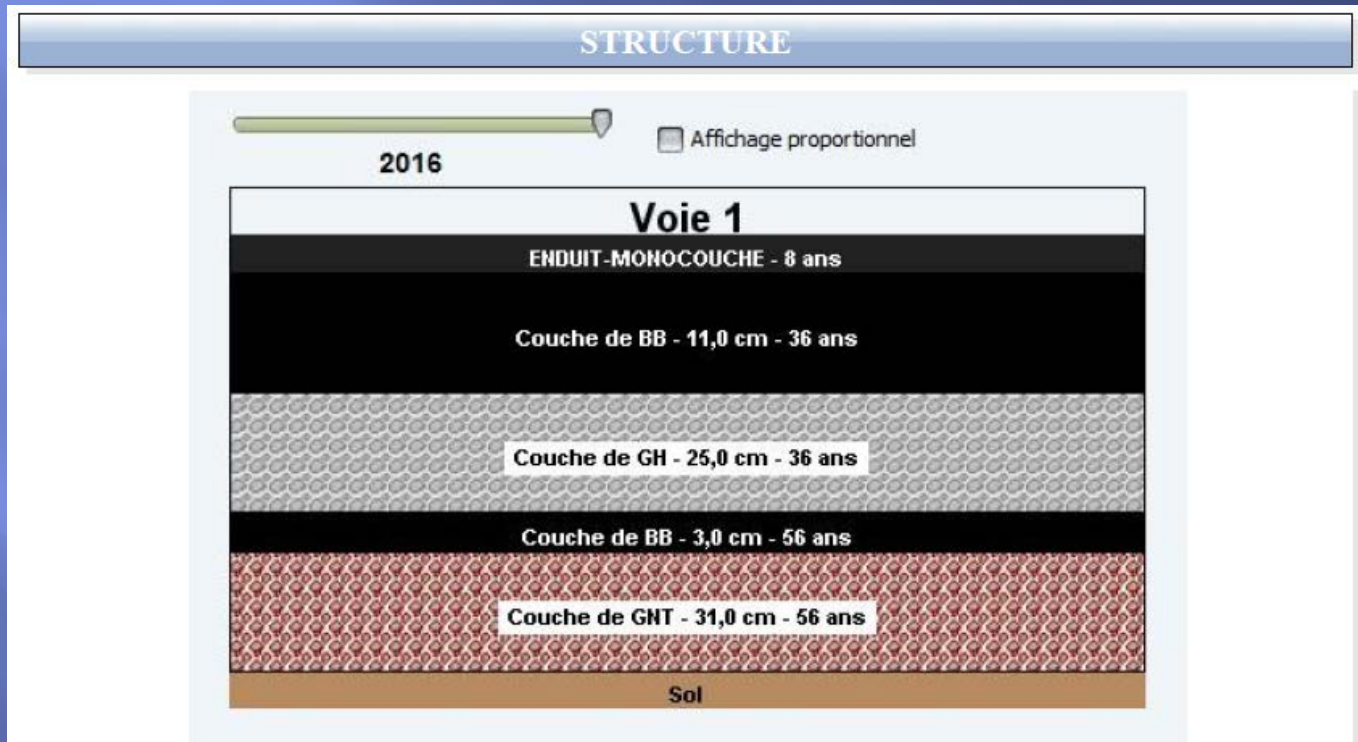 STRUCTURE
Affichage proportionnel
2016
Voie 1
ENDUIT-MONOCOUCHE - 8 ans
Couche de BB - 11,0 cm - 36 ans
Couche de GH - 25,0 cm - 36 ans
Couche de BB - 3,0 cm - 56 ans
Couche de GNT - 31,0 cm - 56 ans
Sol